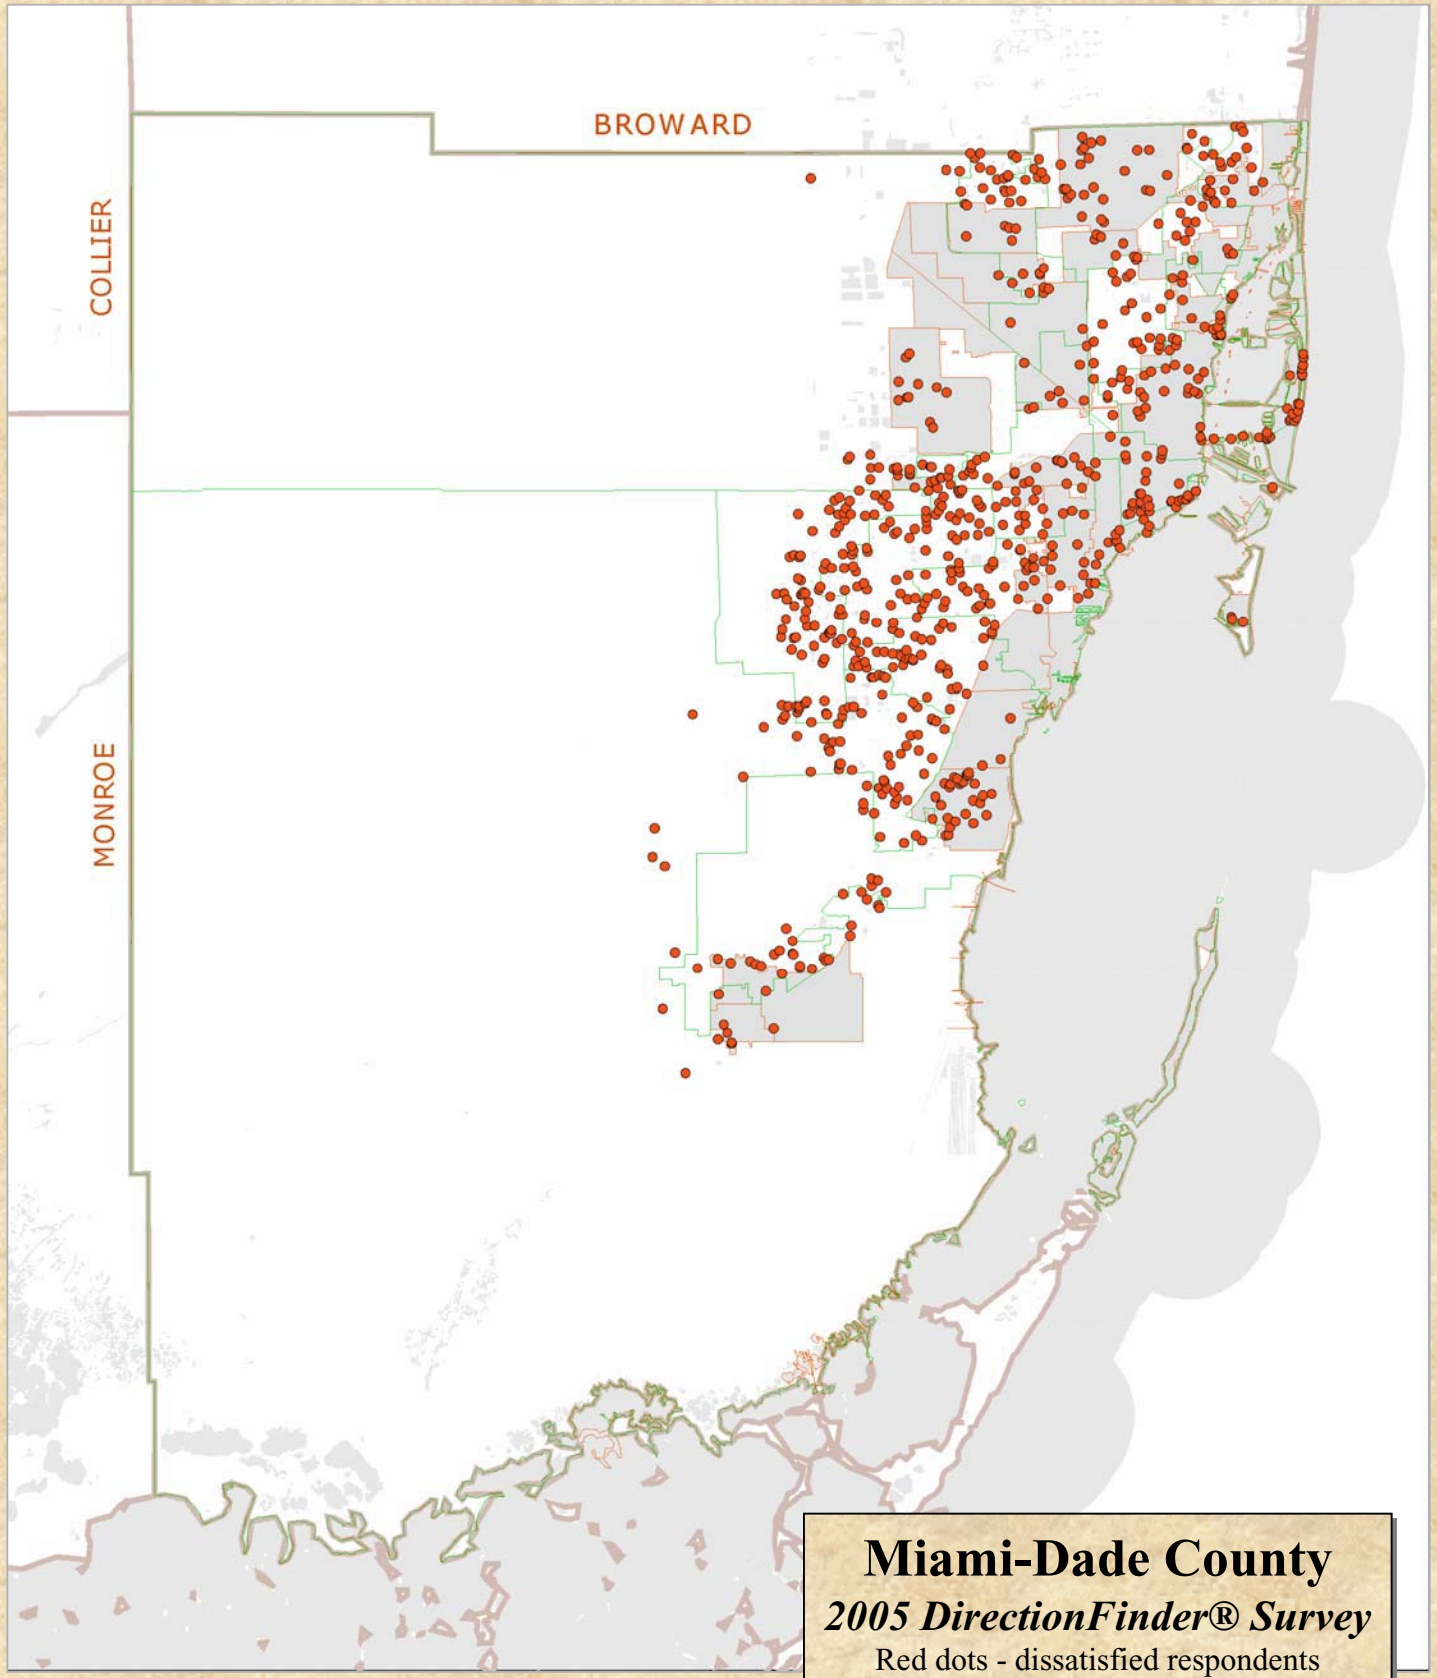 BROWARD
COLLIER
MONROE
Miami-Dade County
2005 DirectionFinder® Survey
Red dots - dissatisfied respondents